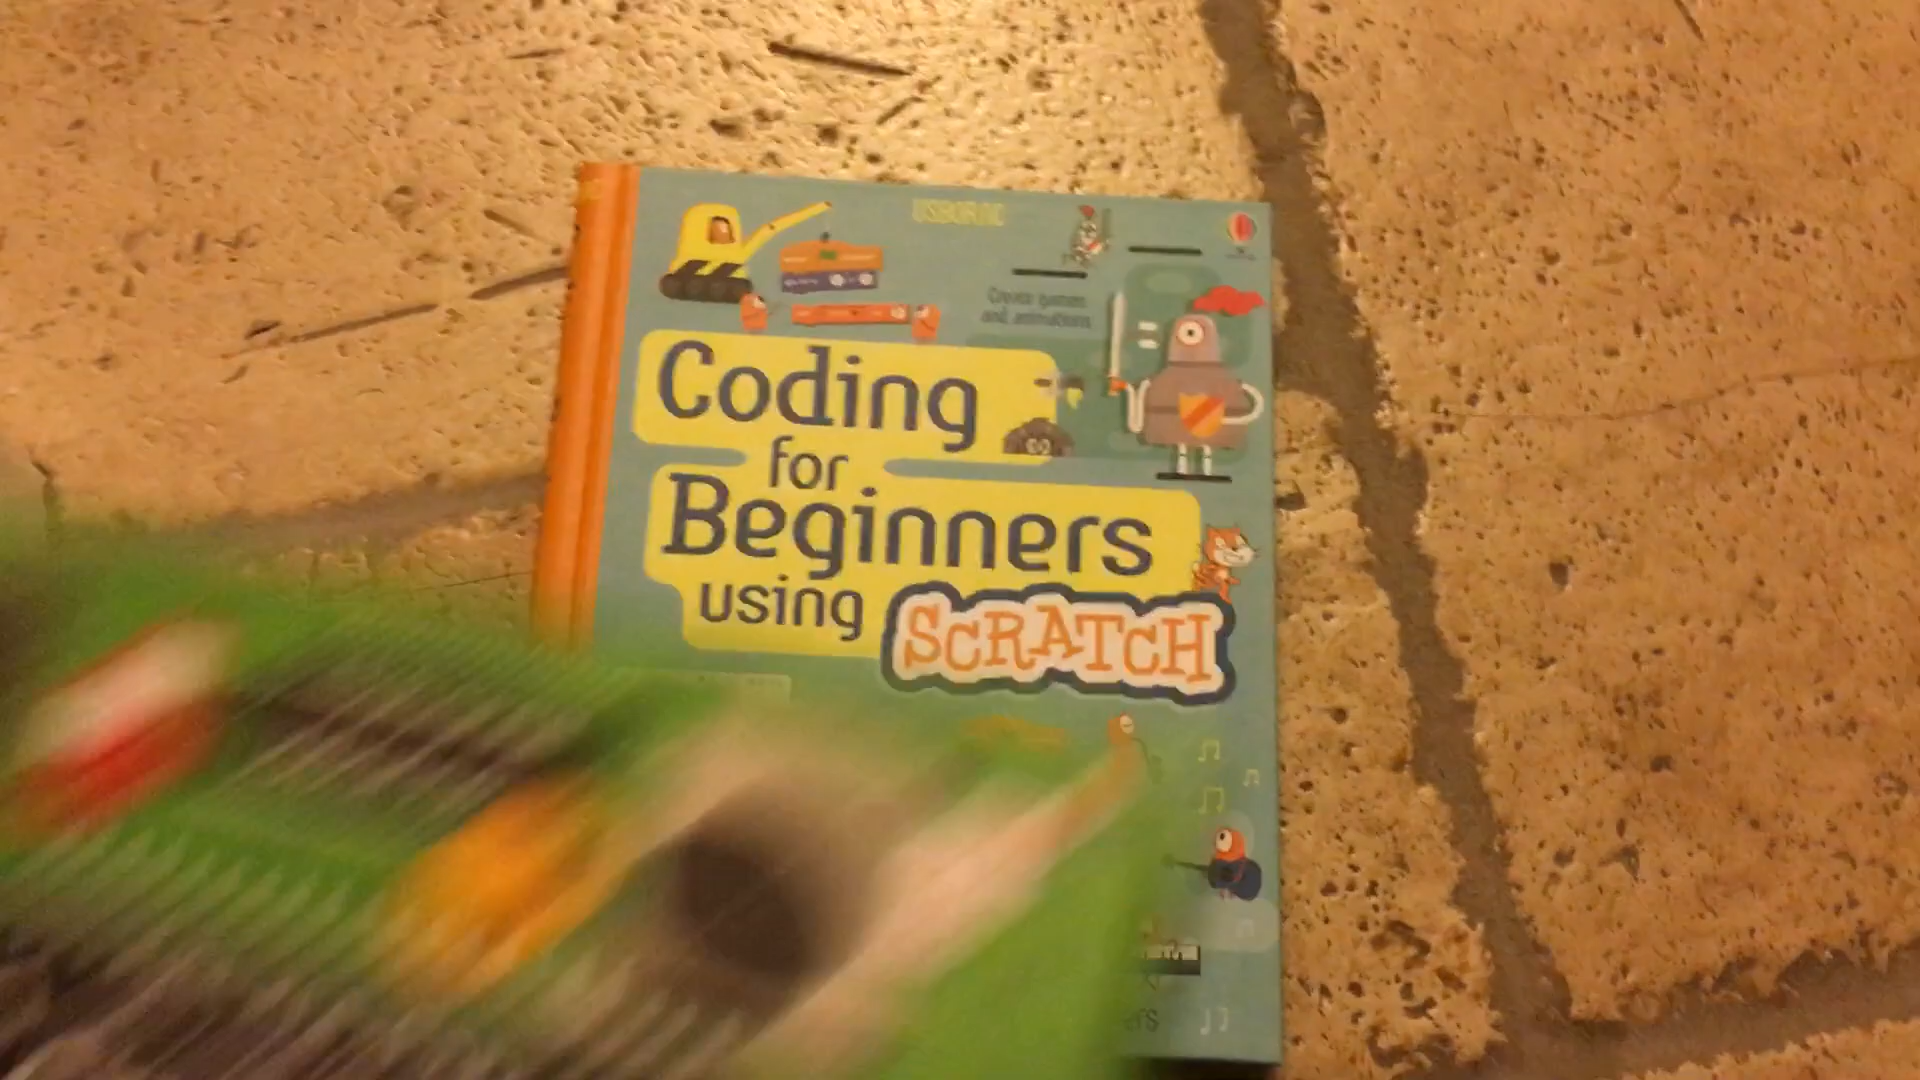 USBORNE
Create games
and animations
Coding
for
Beginners
using
SCRATCH